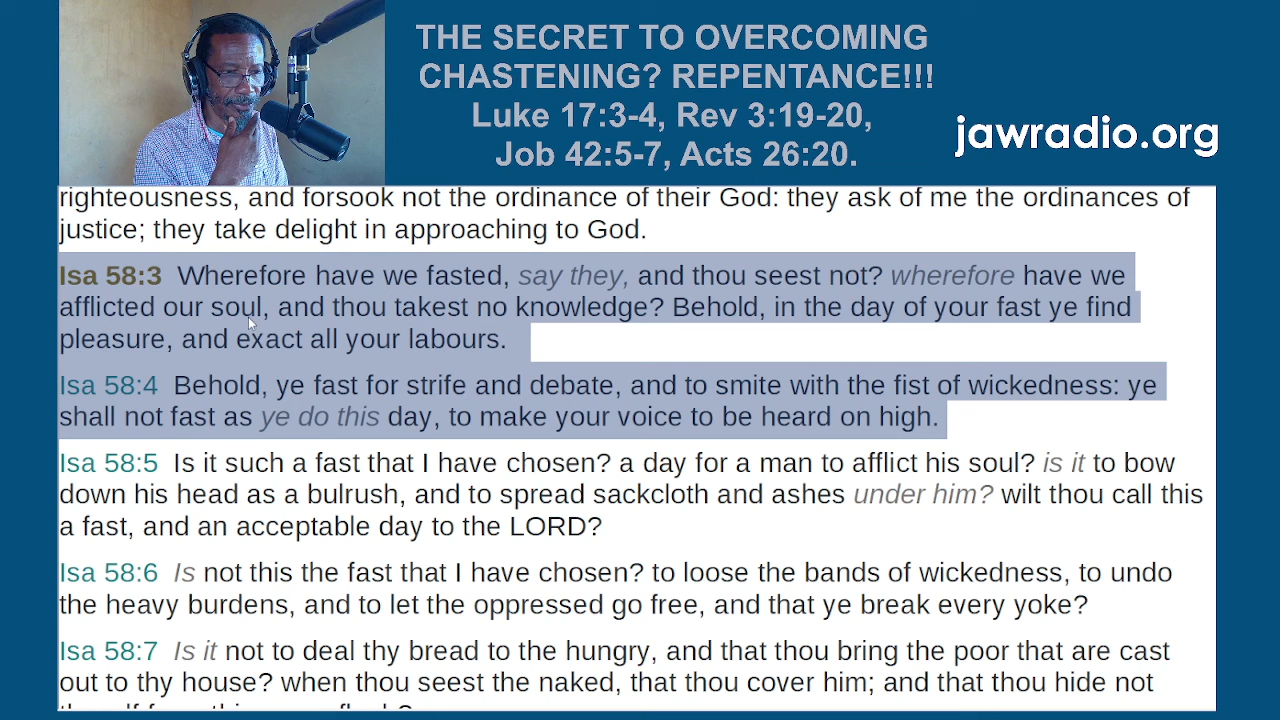 THE SECRET TO OVERCOMING
CHASTENING? REPENTANCE!!!
Luke 17:3-4, Rev 3:19-20,
Job 42:5-7, Acts 26:20.
jawradio.org
righteousness, and forsook not the ordinance of their God: they ask of me the ordinances of
justice; they take delight in approaching to God.
Isa 58:3 Wherefore have we fasted, say they, and thou seest not? wherefore have we
afflicted our soul, and thou takest no knowledge? Behold, in the day of your fast ye find
pleasure, and exact all your labours.
Isa 58:4 Behold, ye fast for strife and debate, and to smite with the fist of wickedness: ye
shall not fast as ye do this day, to make your voice to be heard on high.
Isa 58:5 Is it such a fast that I have chosen? a day for a man to afflict his soul? is it to bow
down his head as a bulrush, and to spread sackcloth and ashes under him? wilt thou call this
a fast, and an acceptable day to the LORD?
Isa 58:6 Is not this the fast that I have chosen? to loose the bands of wickedness, to undo
the heavy burdens, and to let the oppressed go free, and that ye break every yoke?
Isa 58:7 Is it not to deal thy bread to the hungry, and that thou bring the poor that are cast
out to thy house? when thou seest the naked, that thou cover him; and that thou hide not